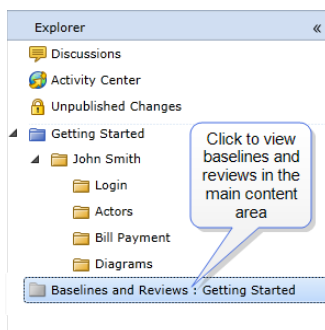 Explorer «
Discussions
Activity Center
Unpublished Changes
Getting Started
John Smith
Login
Actors
Bill Payment
Diagrams
Click to view
baselines and
reviews in the
main content
area
Baselines and Reviews : Getting Started